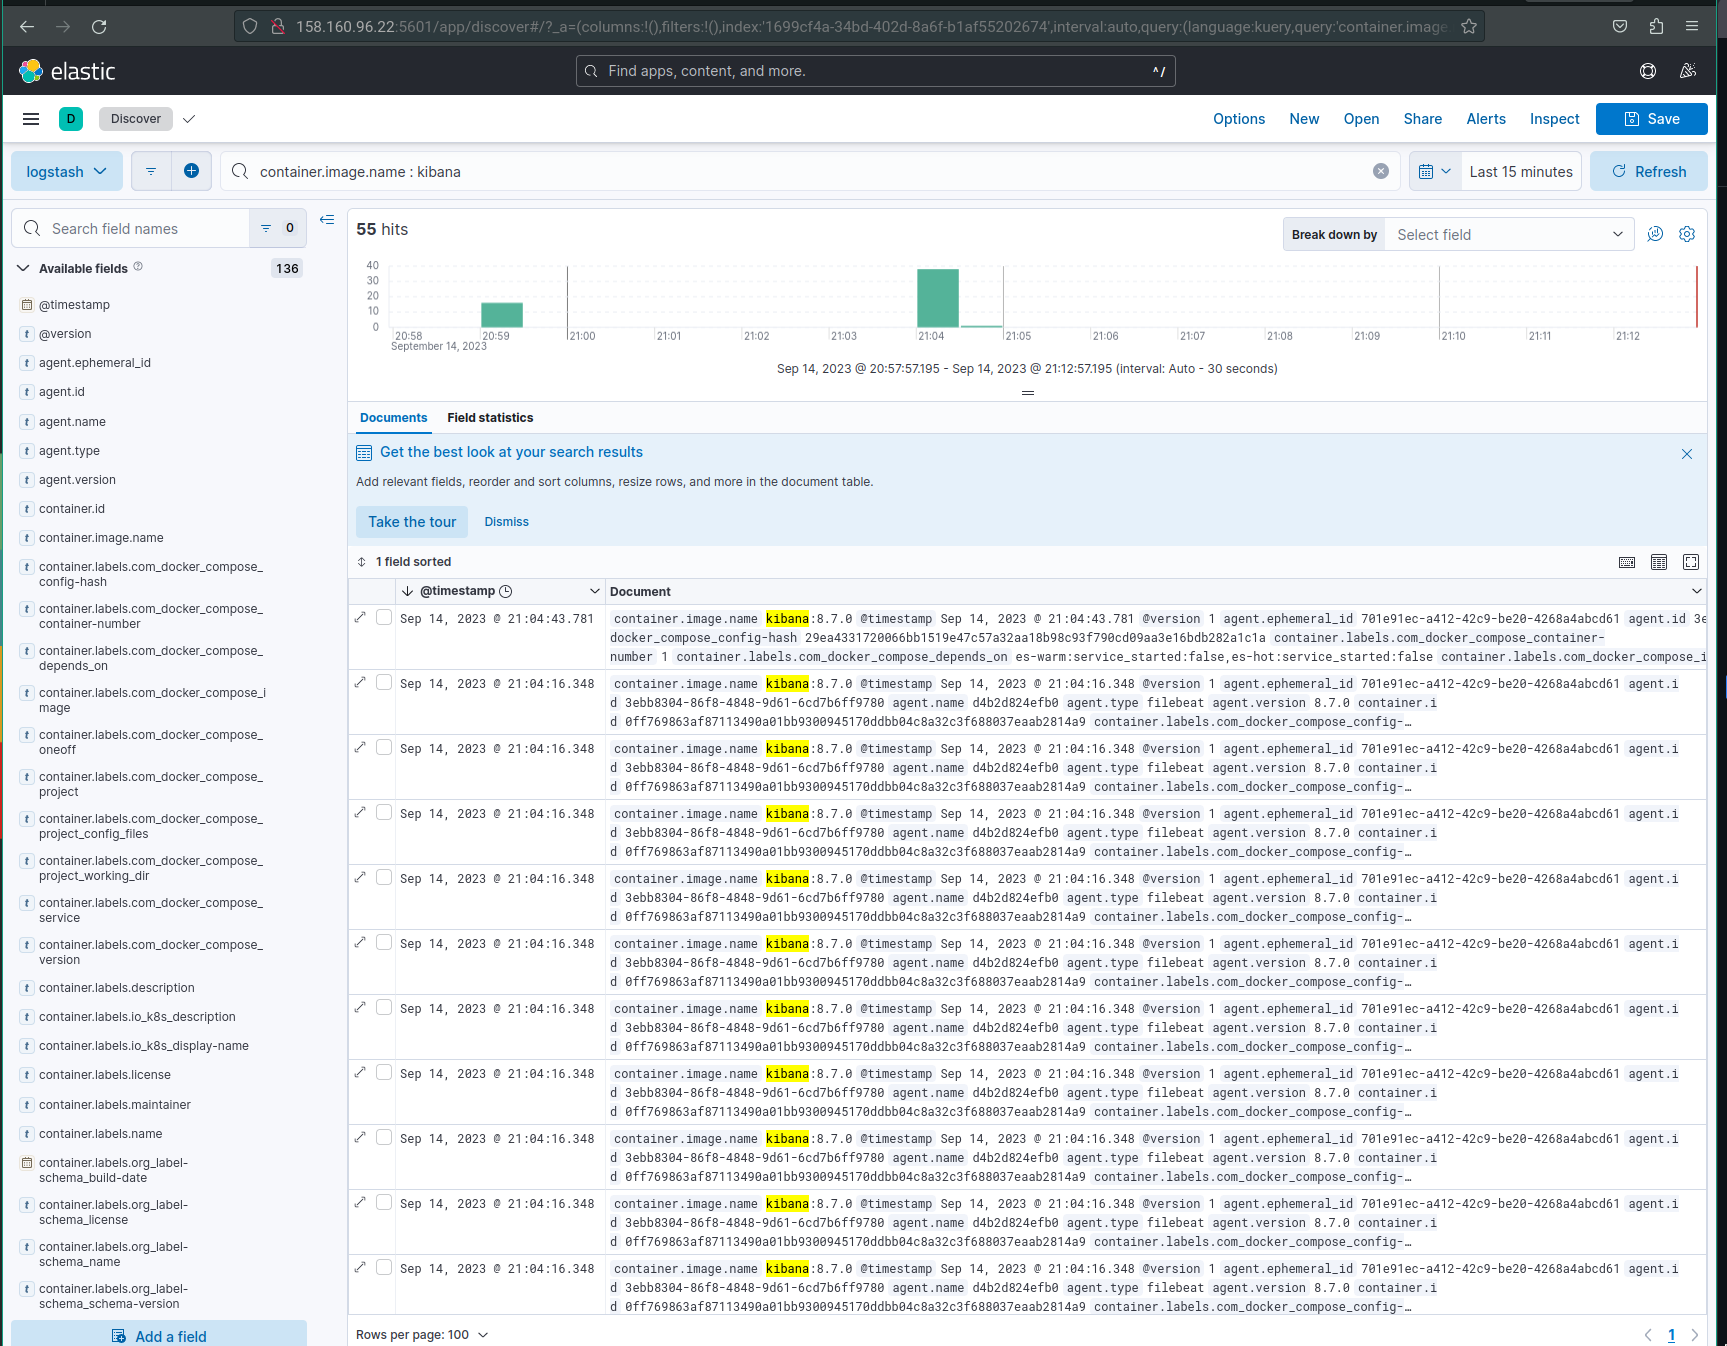 158.160.96.22:5601/app/discover#/?_a=(columns:!(),filters:!(),index:'1699cf4a-34bd-402d-8a6f-b1af55202674',interval:auto,query:(language:kuery,query:'container.image.
elastic
Find apps, content, and more.
^/
D
Discover
Options
New
Open
Share
Alerts
Inspect
Save
logstash
container.image.name : kibana
Last 15 minutes
Refresh
Search field names
0
55 hits
Break down by
Select field
Available fields
136
@timestamp
@version
agent.ephemeral_id
agent.id
agent.name
agent.type
agent.version
container.id
container.image.name
container.labels.com_docker_compose_
config-hash
container.labels.com_docker_compose_
container-number
container.labels.com_docker_compose_
depends_on
container.labels.com_docker_compose_i
mage
container.labels.com_docker_compose_
oneoff
container.labels.com_docker_compose_
project
container.labels.com_docker_compose_
project_config_files
container.labels.com_docker_compose_
project_working_dir
container.labels.com_docker_compose_
service
container.labels.com_docker_compose_
version
container.labels.description
container.labels.io_k8s_description
container.labels.io_k8s_display-name
container.labels.license
container.labels.maintainer
container.labels.name
container.labels.org_label-
schema_build-date
container.labels.org_label-
schema_license
container.labels.org_label-
schema_name
container.labels.org_label-
schema_schema-version
Add a field
40
30
20
10
0
20:58 20:59 21:00 21:01 21:02 21:03 21:04 21:05 21:06 21:07 21:08 21:09 21:10 21:11 21:12
September 14, 2023
Sep 14, 2023 @ 20:57:57.195 - Sep 14, 2023 @ 21:12:57.195 (interval: Auto - 30 seconds)
Documents
Field statistics
Get the best look at your search results
Add relevant fields, reorder and sort columns, resize rows, and more in the document table.
Take the tour
Dismiss
1 field sorted
@timestamp
Document
Sep 14, 2023 @ 21:04:43.781
container.image.name kibana:8.7.0 @timestamp Sep 14, 2023 @ 21:04:43.781 @version 1 agent.ephemeral_id 701e91ec-a412-42c9-be20-4268a4abcd61 agent.id 3e
docker_compose_config-hash 29ea4331720066bb1519e47c57a32aa18b98c93f790cd09aa3e16bdb282a1c1a container.labels.com_docker_compose_container-
number 1 container.labels.com_docker_compose_depends_on es-warm:service_started:false,es-hot:service_started:false container.labels.com_docker_compose_i
Sep 14, 2023 @ 21:04:16.348
container.image.name kibana:8.7.0 @timestamp Sep 14, 2023 @ 21:04:16.348 @version 1 agent.ephemeral_id 701e91ec-a412-42c9-be20-4268a4abcd61 agent.i
d 3ebb8304-86f8-4848-9d61-6cd7b6ff9780 agent.name d4b2d824efb0 agent.type filebeat agent.version 8.7.0 container.i
d 0ff769863af87113490a01bb9300945170ddbb04c8a32c3f688037eaab2814a9 container.labels.com_docker_compose_config-…
Sep 14, 2023 @ 21:04:16.348
container.image.name kibana:8.7.0 @timestamp Sep 14, 2023 @ 21:04:16.348 @version 1 agent.ephemeral_id 701e91ec-a412-42c9-be20-4268a4abcd61 agent.i
d 3ebb8304-86f8-4848-9d61-6cd7b6ff9780 agent.name d4b2d824efb0 agent.type filebeat agent.version 8.7.0 container.i
d 0ff769863af87113490a01bb9300945170ddbb04c8a32c3f688037eaab2814a9 container.labels.com_docker_compose_config-…
Sep 14, 2023 @ 21:04:16.348
container.image.name kibana:8.7.0 @timestamp Sep 14, 2023 @ 21:04:16.348 @version 1 agent.ephemeral_id 701e91ec-a412-42c9-be20-4268a4abcd61 agent.i
d 3ebb8304-86f8-4848-9d61-6cd7b6ff9780 agent.name d4b2d824efb0 agent.type filebeat agent.version 8.7.0 container.i
d 0ff769863af87113490a01bb9300945170ddbb04c8a32c3f688037eaab2814a9 container.labels.com_docker_compose_config-…
Sep 14, 2023 @ 21:04:16.348
container.image.name kibana:8.7.0 @timestamp Sep 14, 2023 @ 21:04:16.348 @version 1 agent.ephemeral_id 701e91ec-a412-42c9-be20-4268a4abcd61 agent.i
d 3ebb8304-86f8-4848-9d61-6cd7b6ff9780 agent.name d4b2d824efb0 agent.type filebeat agent.version 8.7.0 container.i
d 0ff769863af87113490a01bb9300945170ddbb04c8a32c3f688037eaab2814a9 container.labels.com_docker_compose_config-…
Sep 14, 2023 @ 21:04:16.348
container.image.name kibana:8.7.0 @timestamp Sep 14, 2023 @ 21:04:16.348 @version 1 agent.ephemeral_id 701e91ec-a412-42c9-be20-4268a4abcd61 agent.i
d 3ebb8304-86f8-4848-9d61-6cd7b6ff9780 agent.name d4b2d824efb0 agent.type filebeat agent.version 8.7.0 container.i
d 0ff769863af87113490a01bb9300945170ddbb04c8a32c3f688037eaab2814a9 container.labels.com_docker_compose_config-…
Sep 14, 2023 @ 21:04:16.348
container.image.name kibana:8.7.0 @timestamp Sep 14, 2023 @ 21:04:16.348 @version 1 agent.ephemeral_id 701e91ec-a412-42c9-be20-4268a4abcd61 agent.i
d 3ebb8304-86f8-4848-9d61-6cd7b6ff9780 agent.name d4b2d824efb0 agent.type filebeat agent.version 8.7.0 container.i
d 0ff769863af87113490a01bb9300945170ddbb04c8a32c3f688037eaab2814a9 container.labels.com_docker_compose_config-…
Sep 14, 2023 @ 21:04:16.348
container.image.name kibana:8.7.0 @timestamp Sep 14, 2023 @ 21:04:16.348 @version 1 agent.ephemeral_id 701e91ec-a412-42c9-be20-4268a4abcd61 agent.i
d 3ebb8304-86f8-4848-9d61-6cd7b6ff9780 agent.name d4b2d824efb0 agent.type filebeat agent.version 8.7.0 container.i
d 0ff769863af87113490a01bb9300945170ddbb04c8a32c3f688037eaab2814a9 container.labels.com_docker_compose_config-…
Sep 14, 2023 @ 21:04:16.348
container.image.name kibana:8.7.0 @timestamp Sep 14, 2023 @ 21:04:16.348 @version 1 agent.ephemeral_id 701e91ec-a412-42c9-be20-4268a4abcd61 agent.i
d 3ebb8304-86f8-4848-9d61-6cd7b6ff9780 agent.name d4b2d824efb0 agent.type filebeat agent.version 8.7.0 container.i
d 0ff769863af87113490a01bb9300945170ddbb04c8a32c3f688037eaab2814a9 container.labels.com_docker_compose_config-…
Sep 14, 2023 @ 21:04:16.348
container.image.name kibana:8.7.0 @timestamp Sep 14, 2023 @ 21:04:16.348 @version 1 agent.ephemeral_id 701e91ec-a412-42c9-be20-4268a4abcd61 agent.i
d 3ebb8304-86f8-4848-9d61-6cd7b6ff9780 agent.name d4b2d824efb0 agent.type filebeat agent.version 8.7.0 container.i
d 0ff769863af87113490a01bb9300945170ddbb04c8a32c3f688037eaab2814a9 container.labels.com_docker_compose_config-…
Sep 14, 2023 @ 21:04:16.348
container.image.name kibana:8.7.0 @timestamp Sep 14, 2023 @ 21:04:16.348 @version 1 agent.ephemeral_id 701e91ec-a412-42c9-be20-4268a4abcd61 agent.i
d 3ebb8304-86f8-4848-9d61-6cd7b6ff9780 agent.name d4b2d824efb0 agent.type filebeat agent.version 8.7.0 container.i
d 0ff769863af87113490a01bb9300945170ddbb04c8a32c3f688037eaab2814a9 container.labels.com_docker_compose_config-…
Rows per page: 100
1